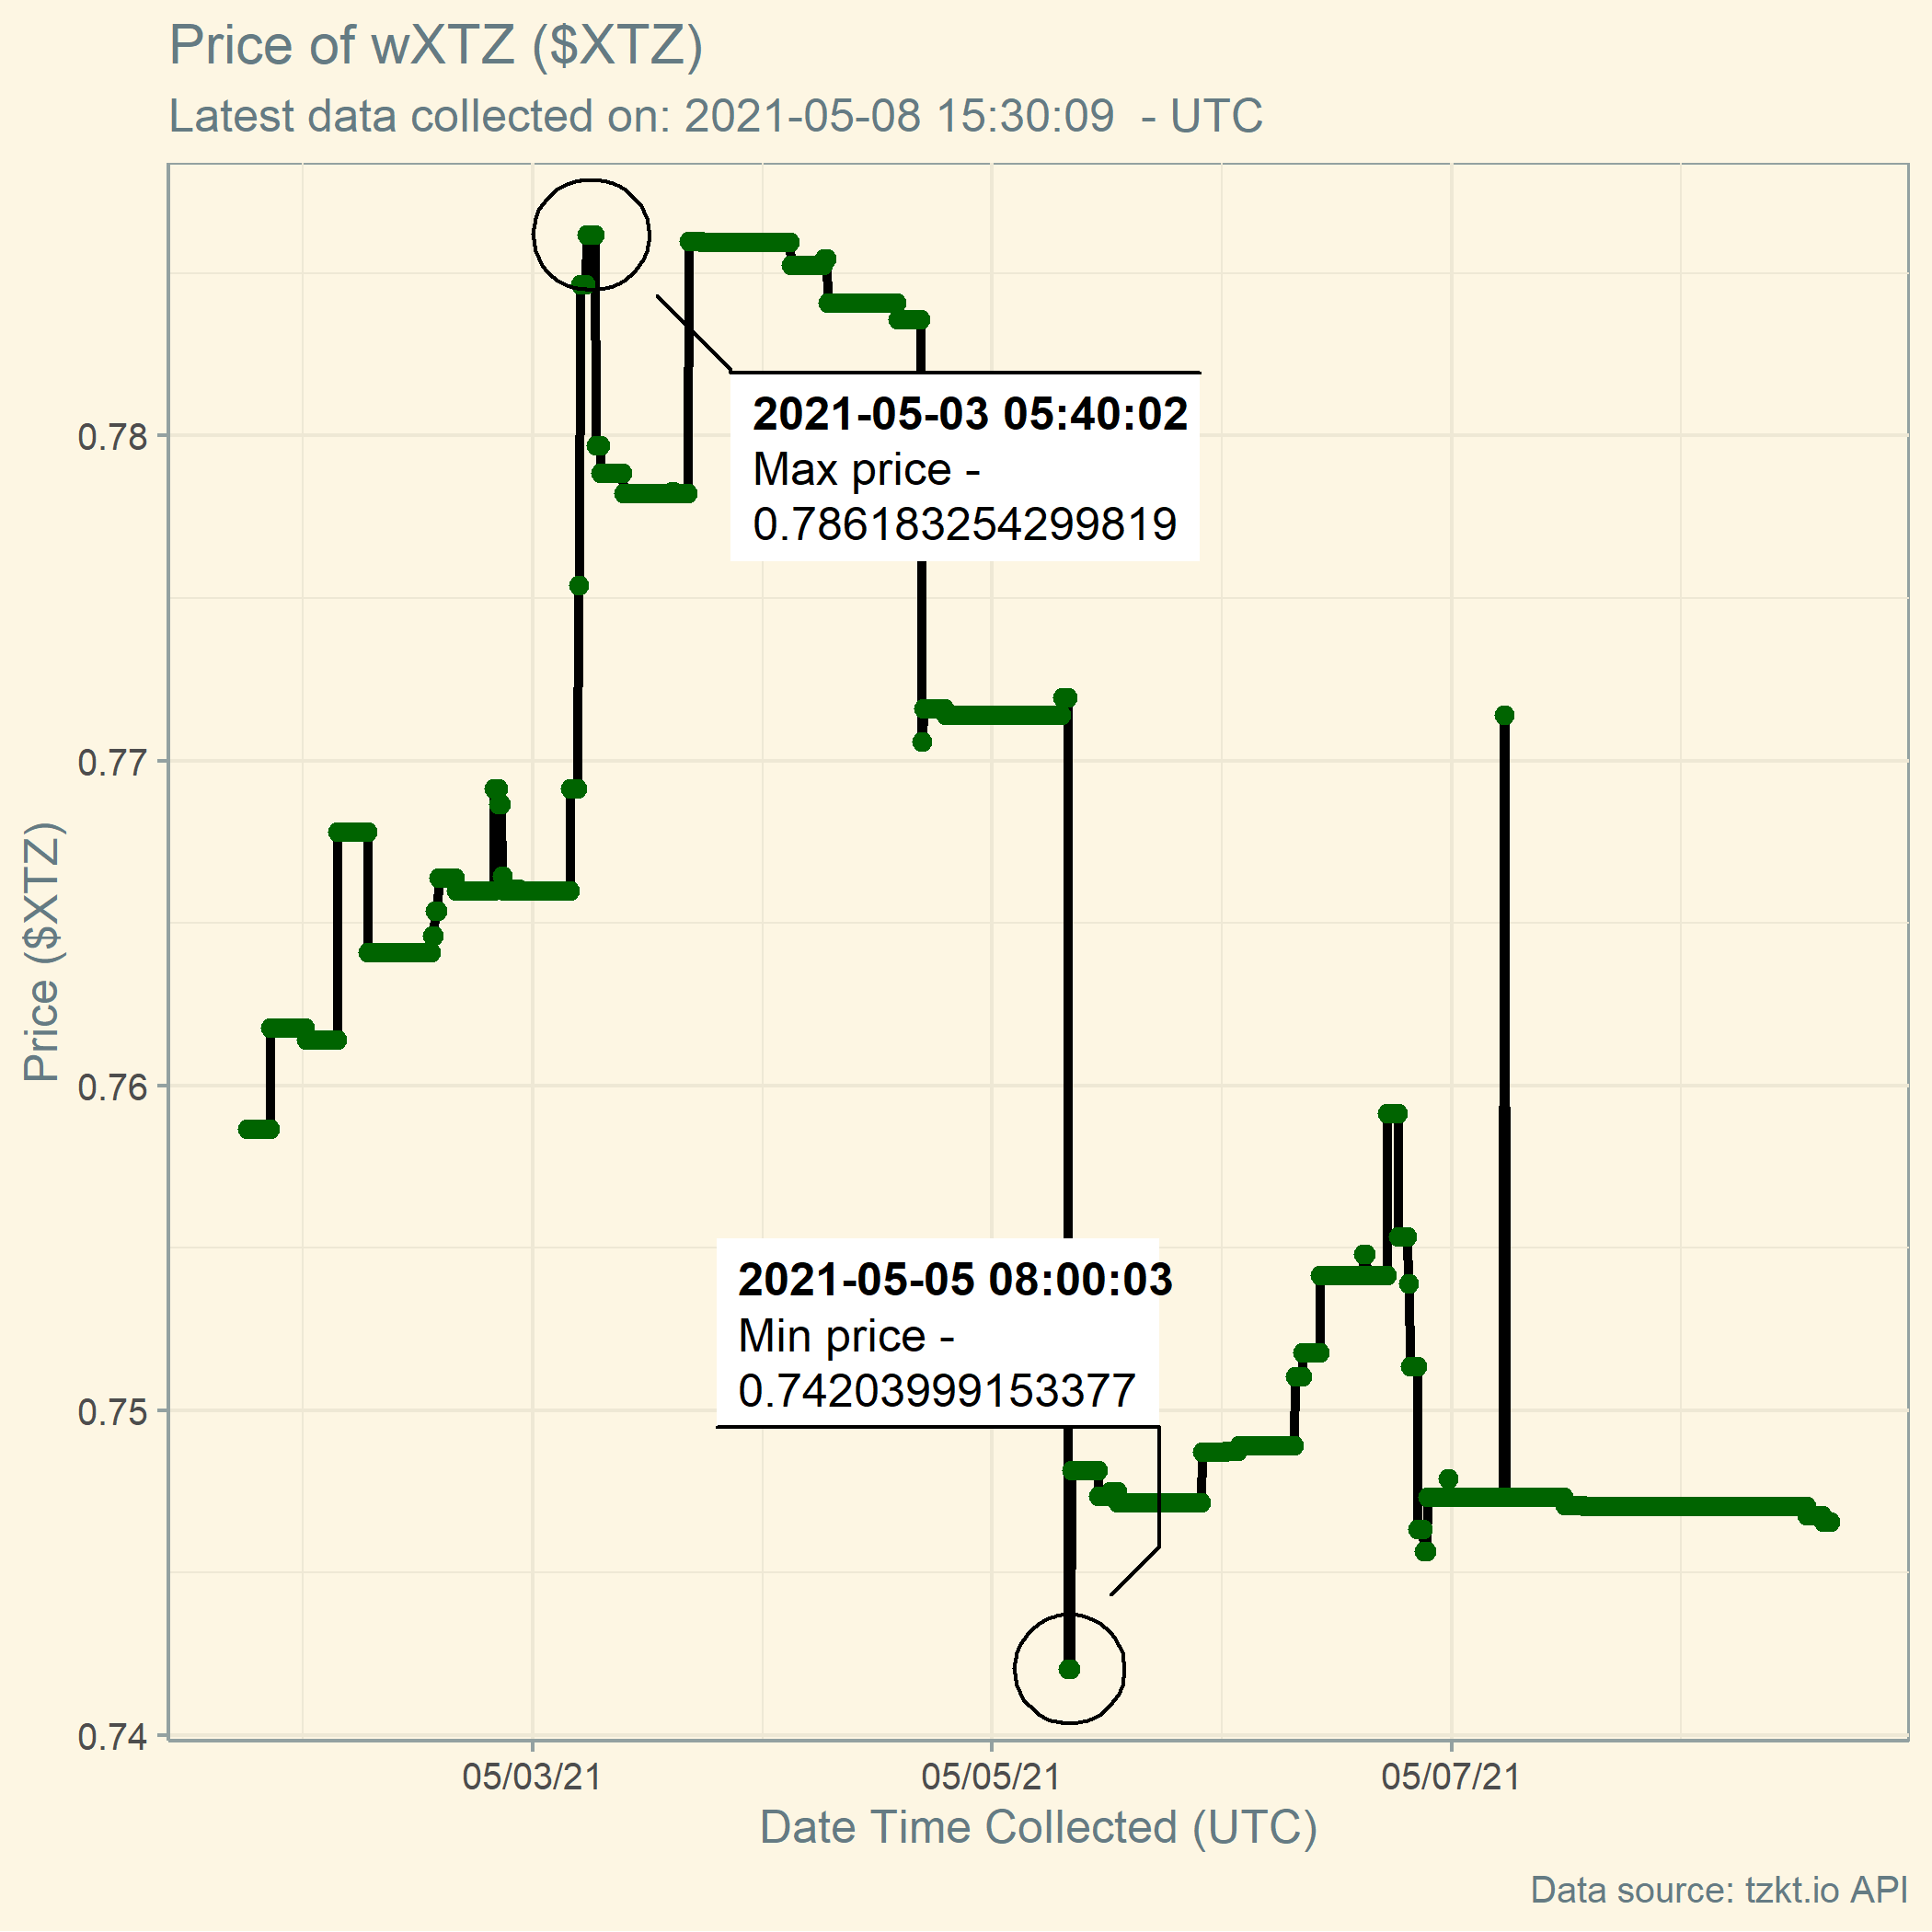 Price of wXTZ ($XTZ)
Latest data collected on: 2021-05-08 15:30:09  - UTC
2021-05-03 05:40:02
Max price -
0.786183254299819
0.78
0.77
Price ($XTZ)
0.76
2021-05-05 08:00:03
Min price -
0.74203999153377
0.75
0.74
05/03/21
05/05/21
05/07/21
Date Time Collected (UTC)
Data source: tzkt.io API